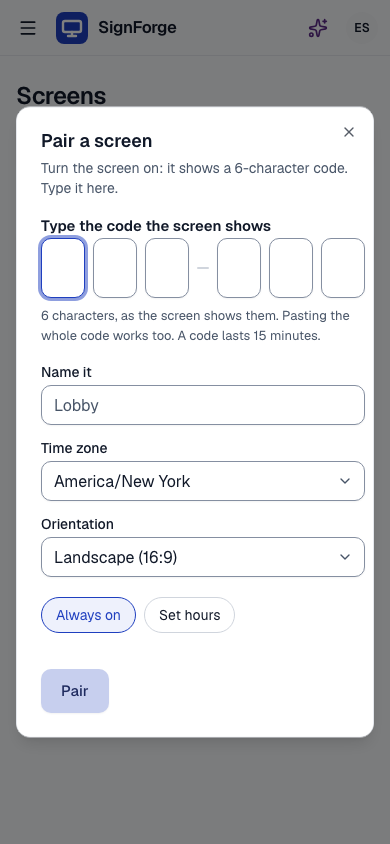 SignForge
ES
Screens
Pair a screen
Turn the screen on: it shows a 6-character code.
Type it here.
Type the code the screen shows
6 characters, as the screen shows them. Pasting the
whole code works too. A code lasts 15 minutes.
Name it
Lobby
Time zone
America/New York
Orientation
Landscape (16:9)
Always on
Set hours
Pair